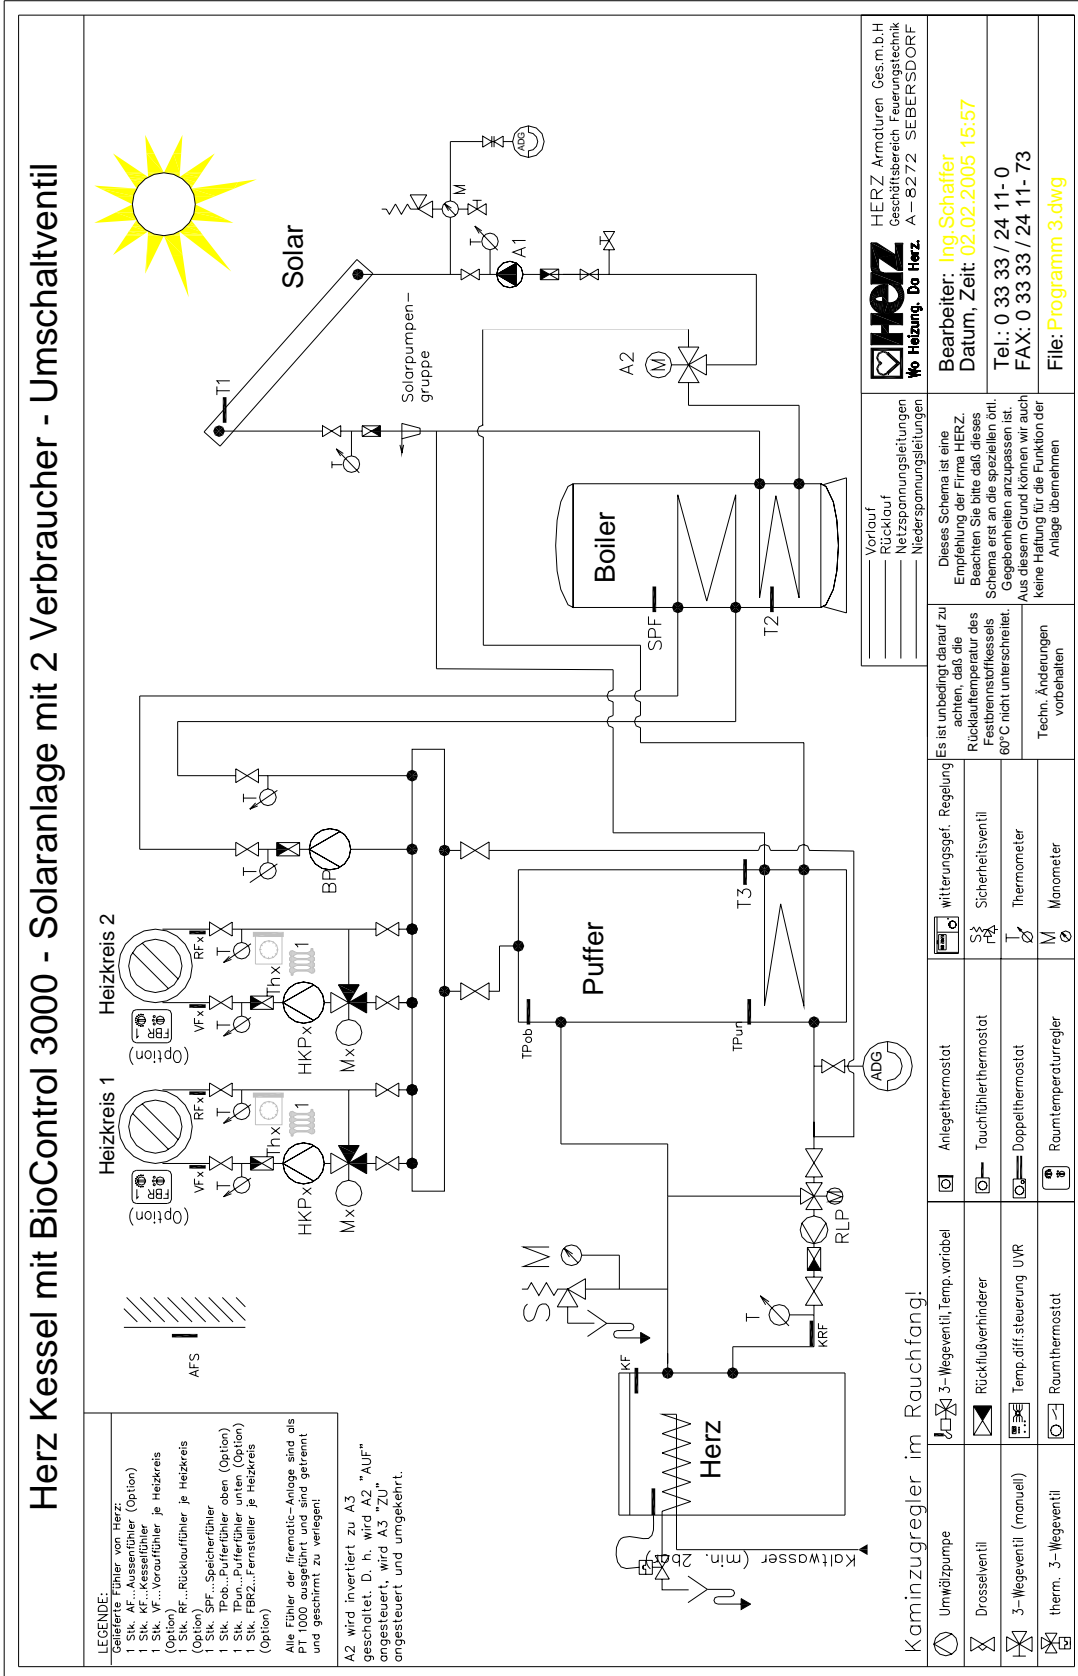 Herz Kessel mit BioControl 3000 - Solaranlage mit 2 Verbraucher - Umschaltventil
LEGENDE:
Gelieferte Fühler von Herz:
1 Stk. AF...Aussenfühler (Option)
1 Stk. KF...Kesselfühler
1 Stk. VF...Vorauffühler je Heizkreis
(Option)
1 Stk. RF...Rücklauffühler je Heizkreis
(Option)
1 Stk. SPF...Speicherfühler
1 Stk. TPob...Pufferfühler oben (Option)
1 Stk. TPun...Pufferfühler unten (Option)
1 Stk. FBR2...Fernsteller je Heizkreis
(Option)
Alle Fühler der firematic-Anlage sind als
PT 1000 ausgeführt und sind getrennt
und geschirmt zu verlegen!
A2 wird invertiert zu A3
geschaltet. D. h. wird A2 "AUF"
angesteuert, wird A3 "ZU"
angesteuert und umgekehrt.
AFS
Heizkreis 1
(Option)
FBR
VFx
RFx
T
T
Thx
1
HKPx
Mx
Heizkreis 2
(Option)
FBR
VFx
RFx
T
T
Thx
1
HKPx
Mx
BP
T
T
Solar
T1
T
Solarpumpen-
gruppe
T
A1
M
ADG
A2
M
Boiler
SPF
T2
Puffer
TPob
TPun
T3
ADG
S
M
T
KF
KRF
RLP
M
Herz
Kaltwasser (min. 2bar)
Kaminzugregler im Rauchfang!
Vorlauf
Rücklauf
Netzspannungsleitungen
Niederspannungsleitungen
HERZ
Wo Heizung. Da Herz.
HERZ Armaturen Ges.m.b.H
Geschäftsbereich Feuerungstechnik
A-8272 SEBERSDORF
Umwälzpumpe
Drosselventil
3-Wegeventil (manuell)
therm. 3-Wegeventil
3-Wegeventil,Temp.variabel
Rückflußverhinderer
Temp.diff.steuerung UVR
Raumthermostat
Anlegethermostat
Tauchfühlerthermostat
Doppelthermostat
Raumtemperaturregler
witterungsgef. Regelung
S
Sicherheitsventil
T
Thermometer
M
Manometer
Es ist unbedingt darauf zu
achten, daß die
Rücklauftemperatur des
Festbrennstoffkessels
60°C nicht unterschreitet.
Techn. Änderungen
vorbehalten
Dieses Schema ist eine
Empfehlung der Firma HERZ.
Beachten Sie bitte daß dieses
Schema erst an die speziellen örtl.
Gegebenheiten anzupassen ist.
Aus diesem Grund können wir auch
keine Haftung für die Funktion der
Anlage übernehmen
Bearbeiter: Ing.Schaffer
Datum, Zeit: 02.02.2005 15:57
Tel.: 0 33 33 / 24 11- 0
FAX: 0 33 33 / 24 11- 73
File: Programm 3.dwg